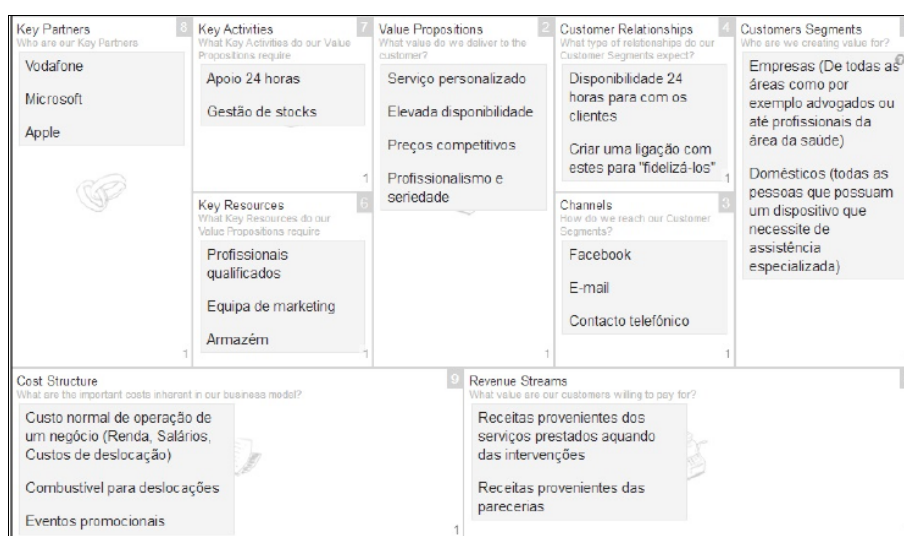 Key Partners
8
Who are our Key Partners
Vodafone
Microsoft
Apple
Key Activities
7
What Key Activities do our Value
Propositions require
Apoio 24 horas
Gestão de stocks
1
Key Resources
6
What Key Resources do our
Value Propositions require
Profissionais
qualificados
Equipa de marketing
Armazém
1
1
Value Propositions
2
What value do we deliver to the
customer?
Serviço personalizado
Elevada disponibilidade
Preços competitivos
Profissionalismo e
seriedade
1
Customer Relationships
4
What type of relationships do our
Customer Segments expect?
Disponibilidade 24
horas para com os
clientes
Criar uma ligação com
estes para "fidelizá-los"
1
Channels
3
How do we reach our Customer
Segments?
Facebook
E-mail
Contacto telefónico
1
Customers Segments
Who are we creating value for?
Empresas (De todas as
áreas como por
exemplo advogados ou
até profissionais da
área da saúde)
Domésticos (todas as
pessoas que possuam
um dispositivo que
necessite de
assistência
especializada)
Cost Structure
9
What are the important costs inherent in our business model?
Custo normal de operação de
um negócio (Renda, Salários,
Custos de deslocação)
Combustível para deslocações
Eventos promocionais
1
Revenue Streams
What value are our customers willing to pay for?
Receitas provenientes dos
serviços prestados aquando
das intervenções
Receitas provenientes das
parecerias